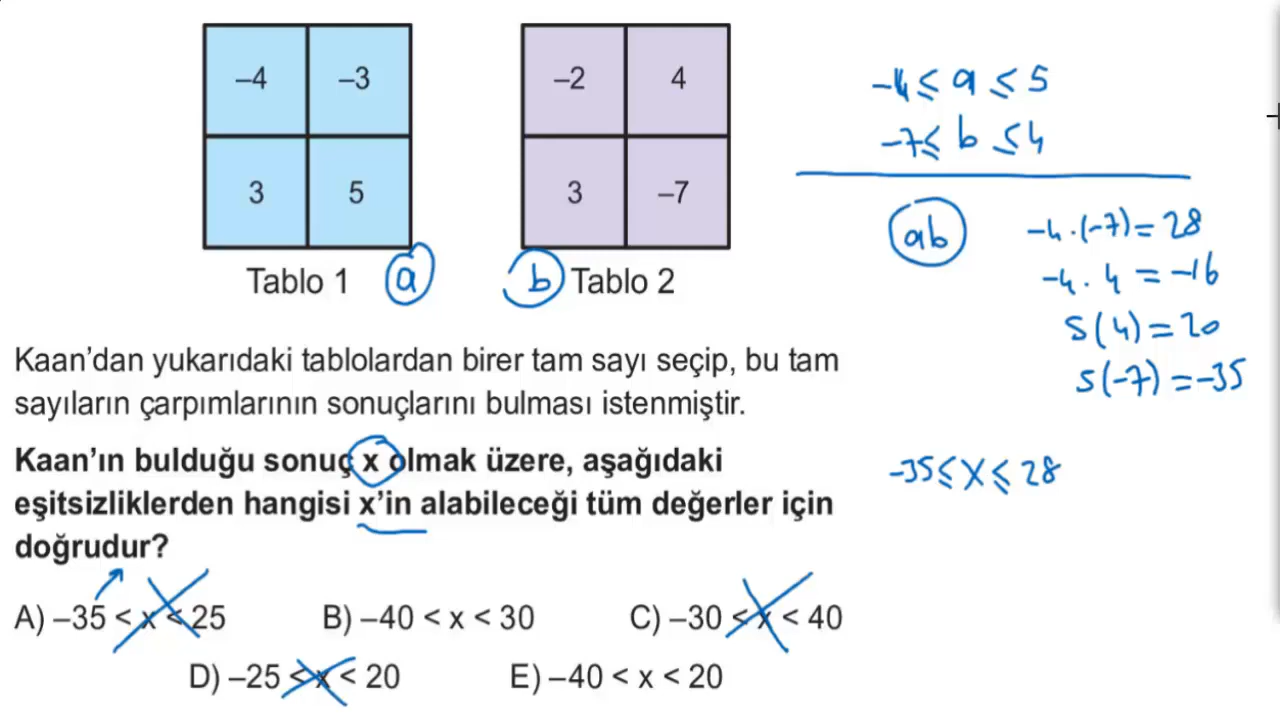 –4 –3
3 5
Tablo 1 a
–2 4
3 –7
b Tablo 2
-4 ≤ a ≤ 5
-7 ≤ b ≤ 4
ab
-4 . (-7) = 28
-4 . 4 = -16
5 (4) = 20
5 (-7) = -35
Kaan’dan yukarıdaki tablolardan birer tam sayı seçip, bu tam
sayıların çarpımlarının sonuçlarını bulması istenmiştir.
Kaan’ın bulduğu sonuç x olmak üzere, aşağıdaki
eşitsizliklerden hangisi x’in alabileceği tüm değerler için
doğrudur?
-35 ≤ x ≤ 28
A) –35 < x < 25 B) –40 < x < 30 C) –30 < x < 40
D) –25 < x < 20 E) –40 < x < 20